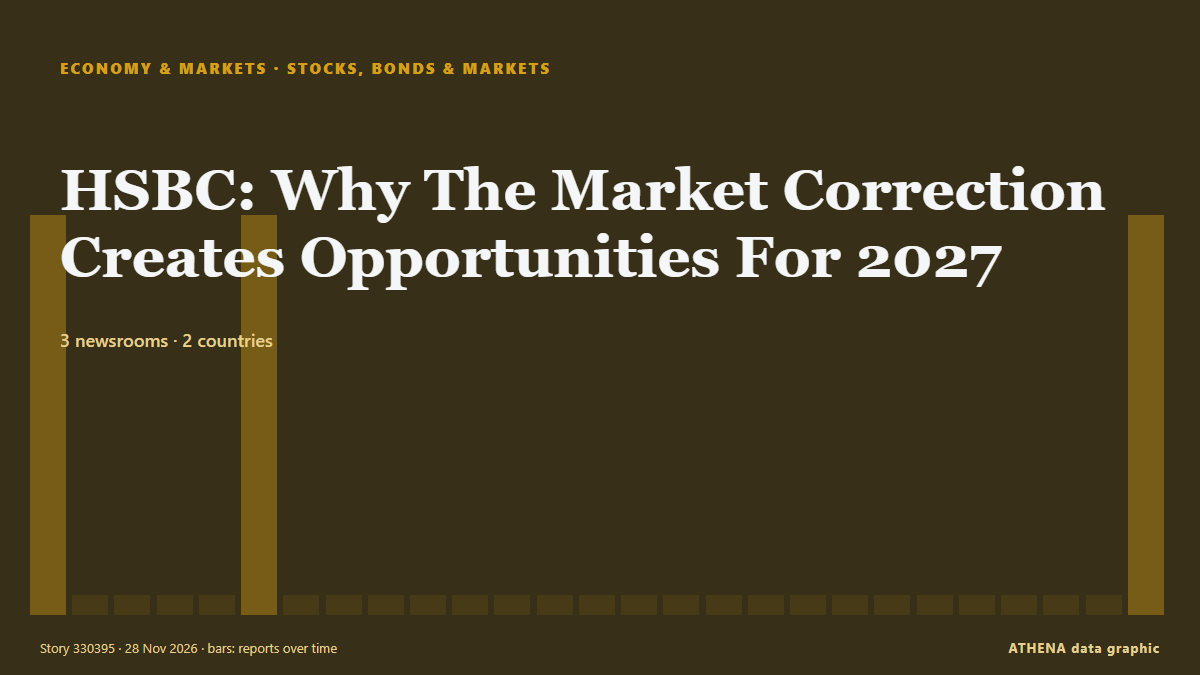 ECONOMY & MARKETS · STOCKS, BONDS & MARKETS
HSBC: Why The Market Correction
Creates Opportunities For 2027
3 newsrooms · 2 countries
Story 330395 · 28 Nov 2026 · bars: reports over time
ATHENA data graphic